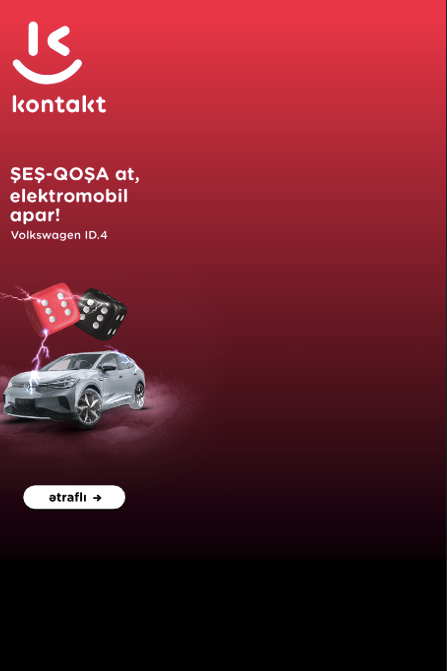 kontakt
ŞEŞ-QOŞA at,
elektromobil
apar!
Volkswagen ID.4
ətraflı →